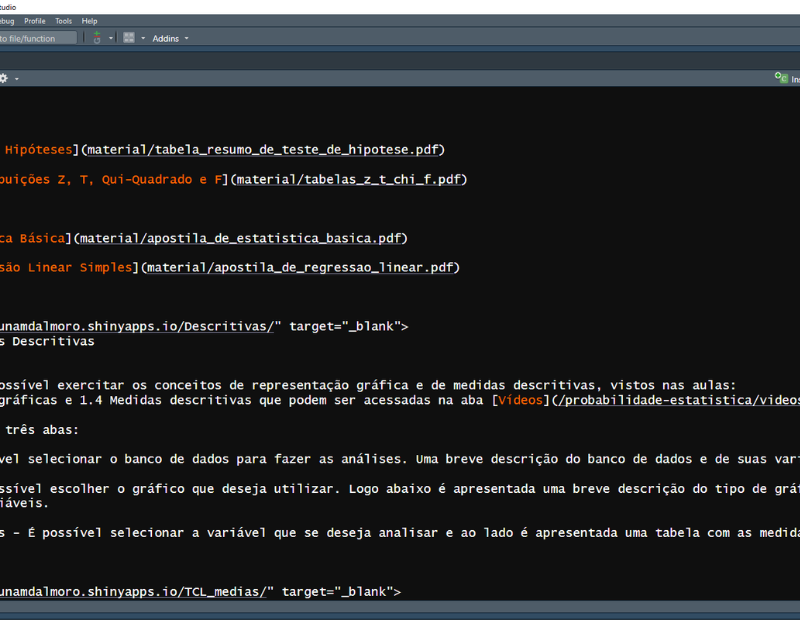 tudio
ebug Profile Tools Help
to file/function Addins
Ins
Hipóteses](material/tabela_resumo_de_teste_de_hipotese.pdf)
buições Z, T, Qui-Quadrado e F](material/tabelas_z_t_chi_f.pdf)
ca Básica](material/apostila_de_estatistica_basica.pdf)
são Linear Simples](material/apostila_de_regressao_linear.pdf)
unamdalmoro.shinyapps.io/Descritivas/" target="_blank">
s Descritivas
ossível exercitar os conceitos de representação gráfica e de medidas descritivas, vistos nas aulas:
gráficas e 1.4 Medidas descritivas que podem ser acessadas na aba [Vídeos](/probabilidade-estatistica/videos
três abas:
vel selecionar o banco de dados para fazer as análises. Uma breve descrição do banco de dados e de suas vari
ssível escolher o gráfico que deseja utilizar. Logo abaixo é apresentada uma breve descrição do tipo de gráf
iáveis.
s - É possível selecionar a variável que se deseja analisar e ao lado é apresentada uma tabela com as medida
unamdalmoro.shinyapps.io/TCL_medias/" target="_blank">